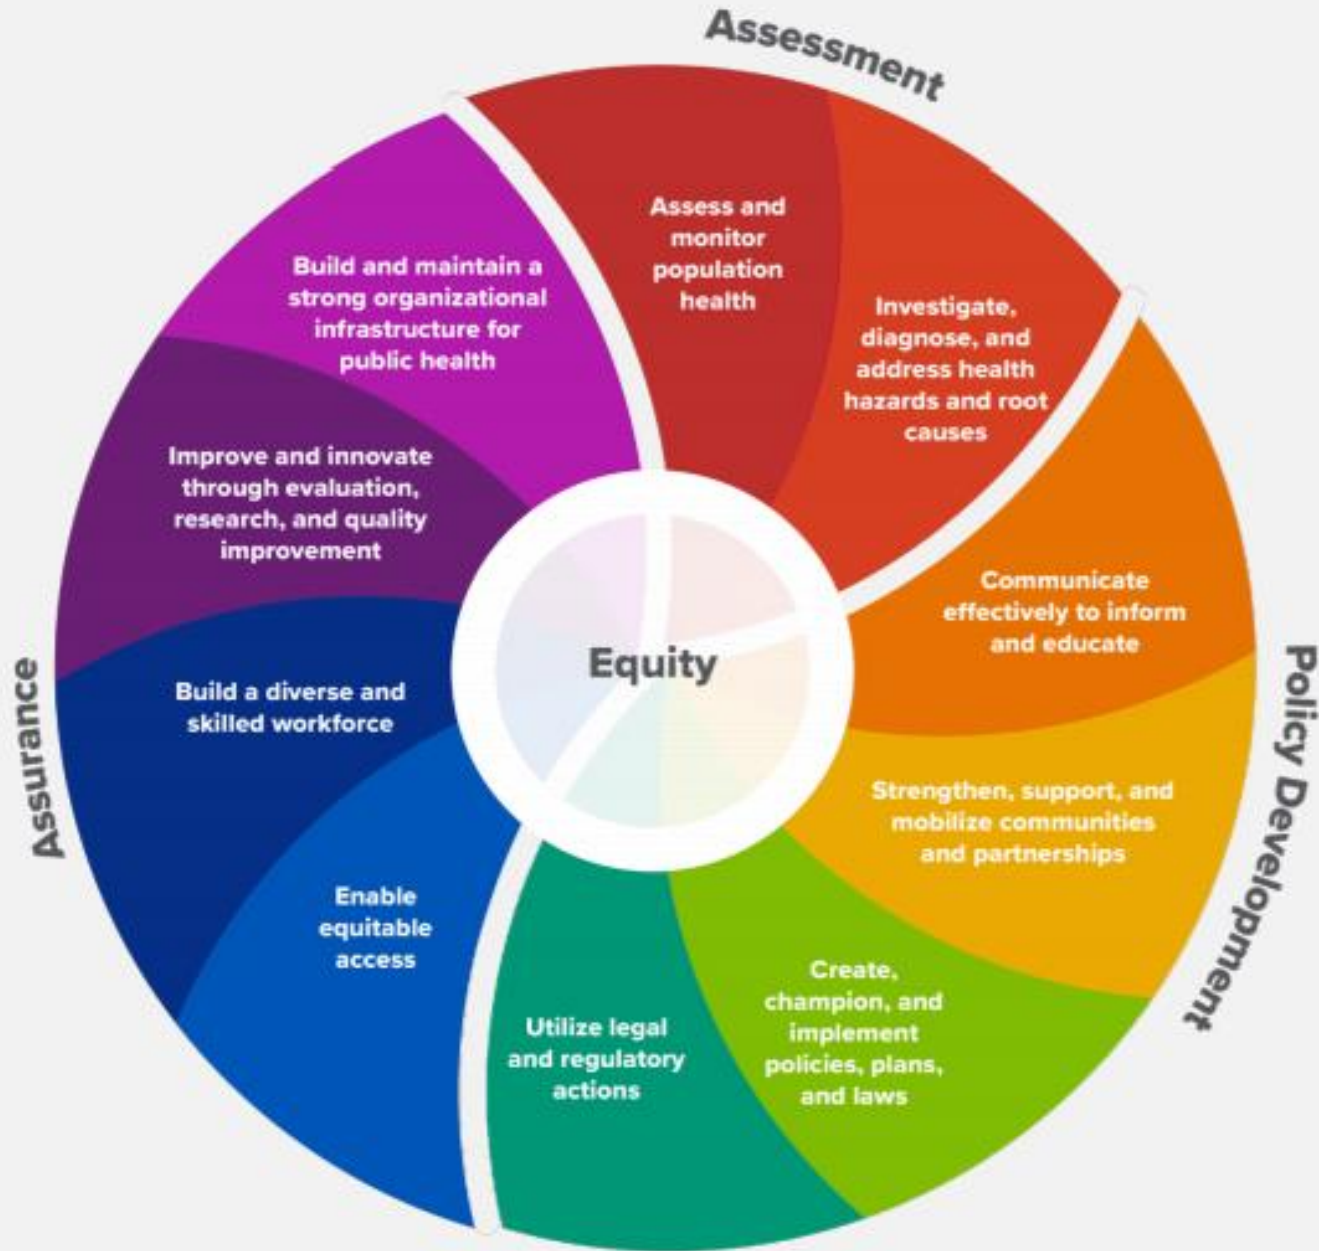 Assessment
Assess and
monitor
population
health
Investigate,
diagnose, and
address health
hazards and root
causes
Communicate
effectively to inform
and educate
Strengthen, support, and
mobilize communities
and partnerships
Create,
champion, and
implement
policies, plans,
and laws
Utilize legal
and regulatory
actions
Policy Development
Enable
equitable
access
Build a diverse and
skilled workforce
Improve and innovate
through evaluation,
research, and quality
improvement
Build and maintain a
strong organizational
infrastructure for
public health
Assurance
Equity